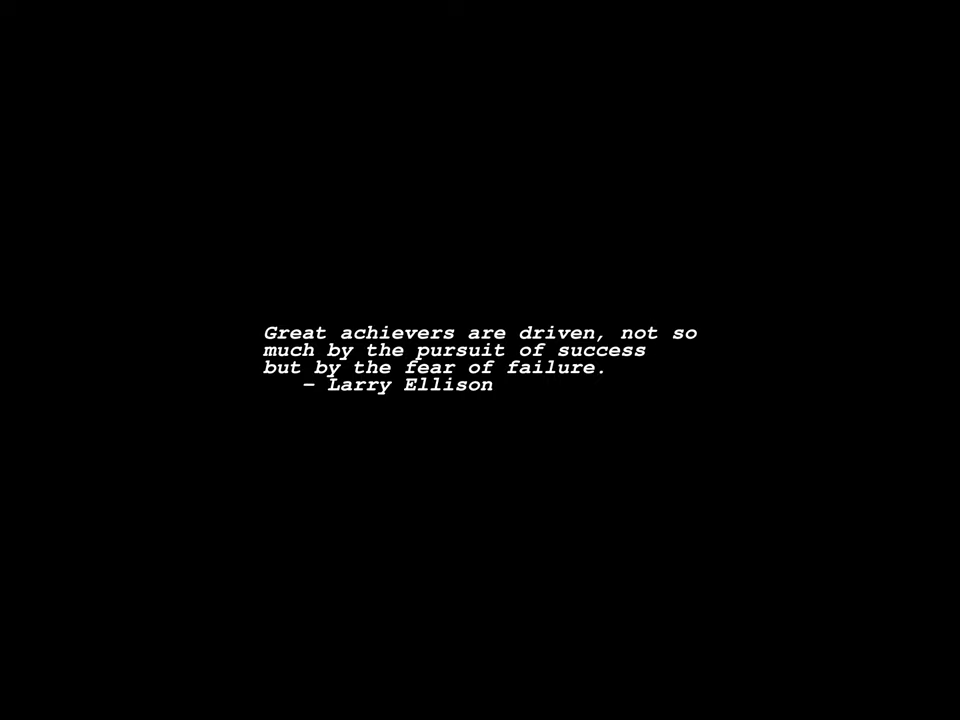 Great achievers are driven, not so
much by the pursuit of success
but by the fear of failure.
– Larry Ellison